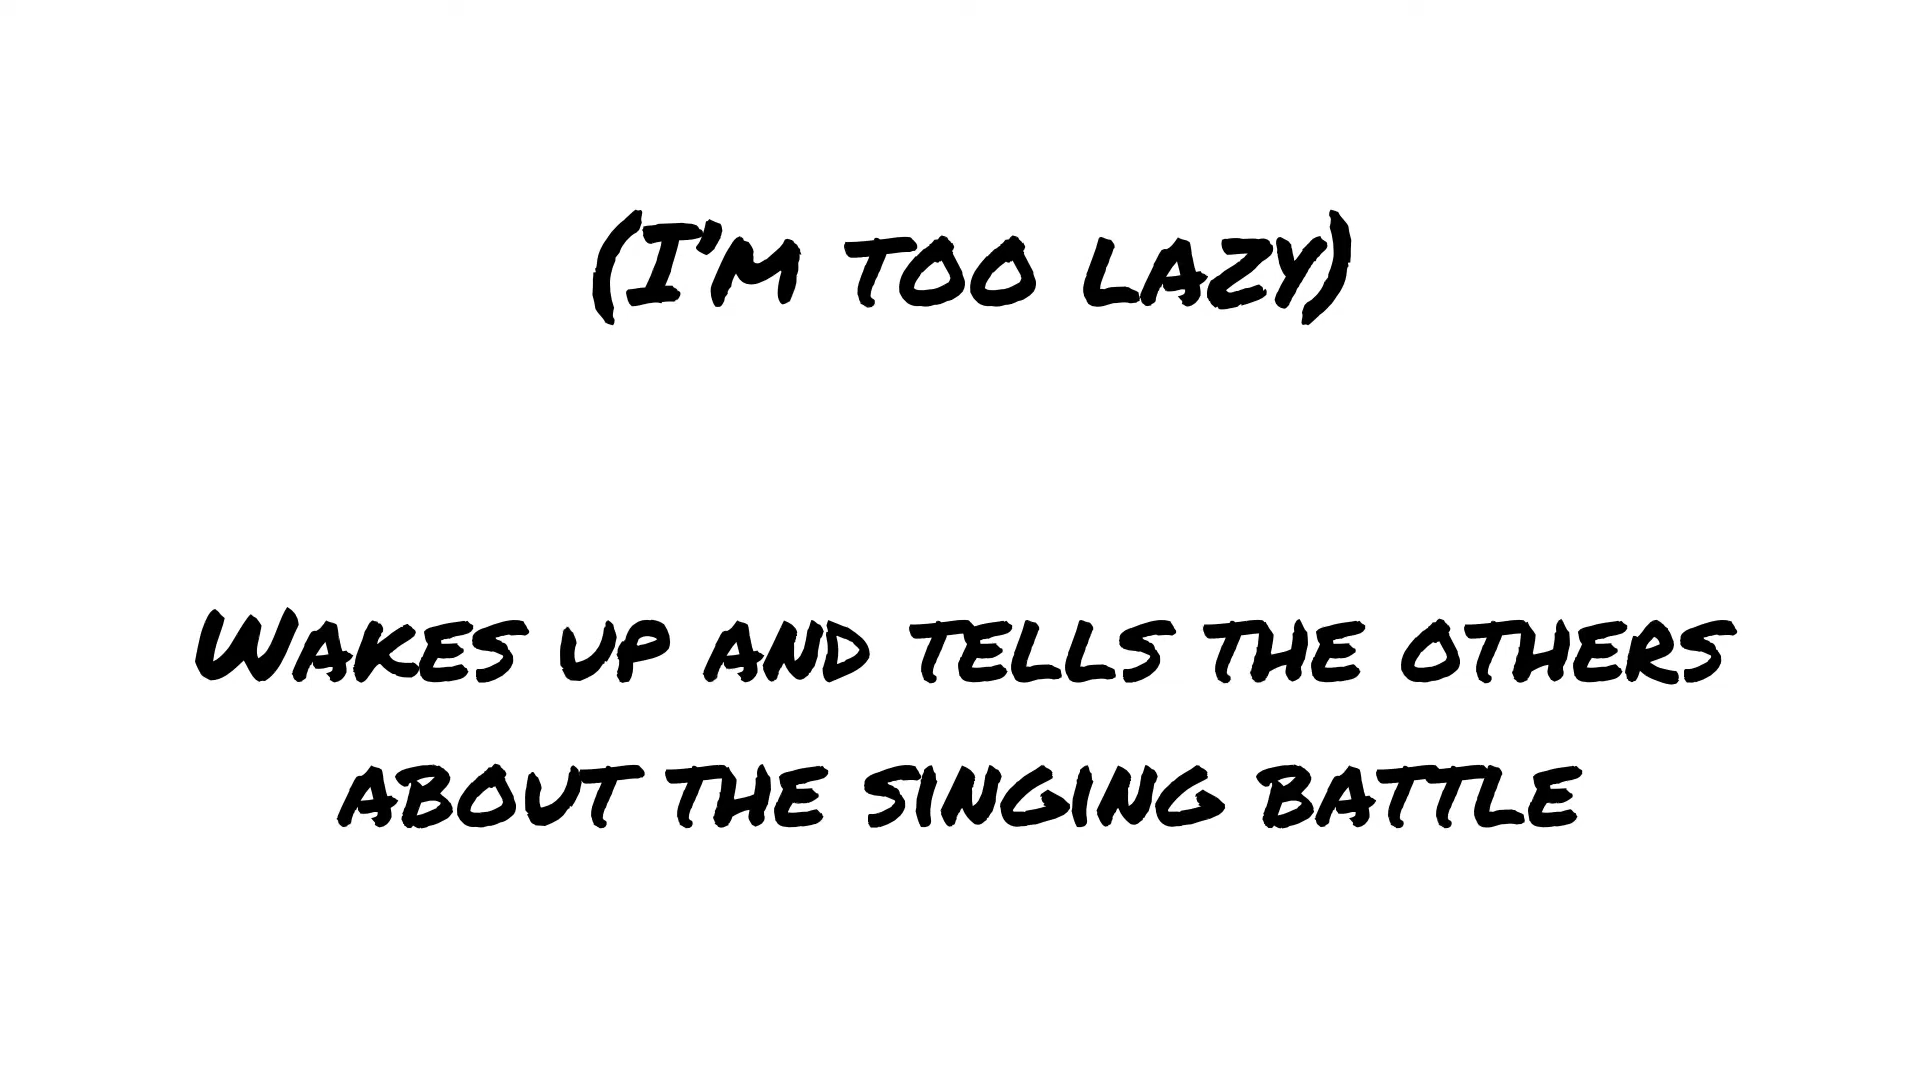 (I'm too lazy)
Wakes up and tells the others
about the singing battle